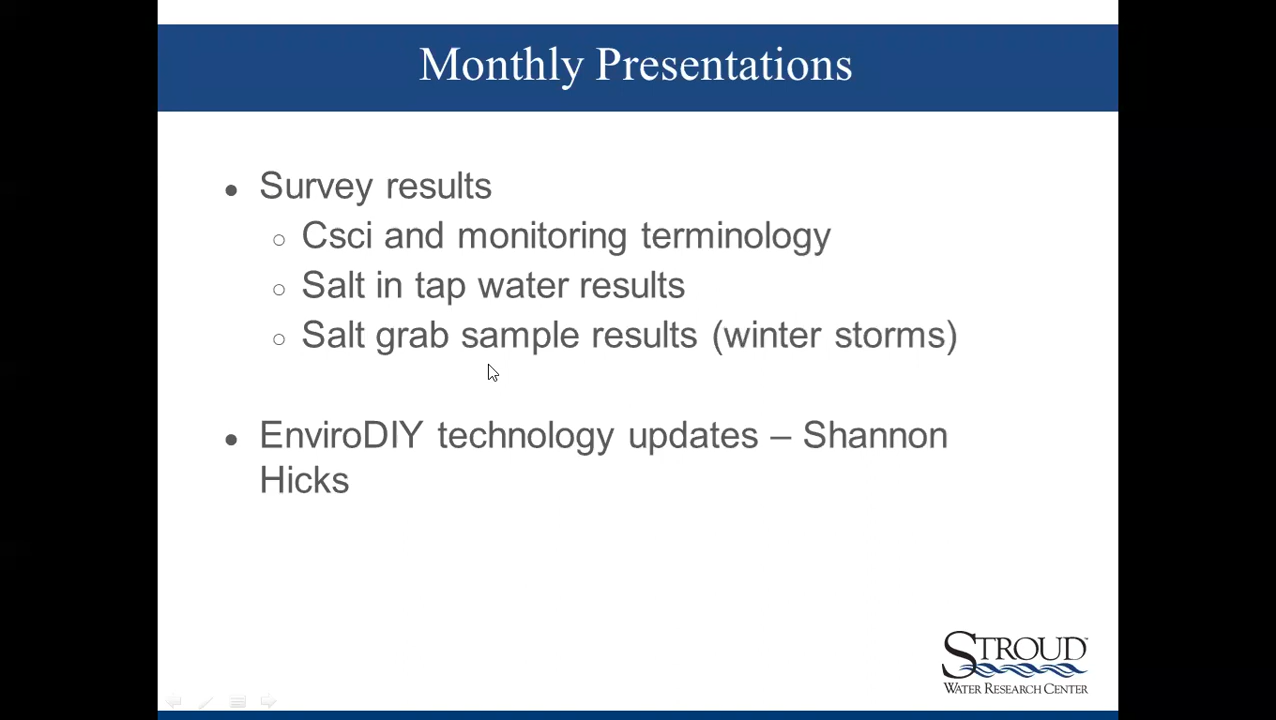 Monthly Presentations
• Survey results
○ Csci and monitoring terminology
○ Salt in tap water results
○ Salt grab sample results (winter storms)
• EnviroDIY technology updates – Shannon
Hicks
STROUD™
WATER RESEARCH CENTER